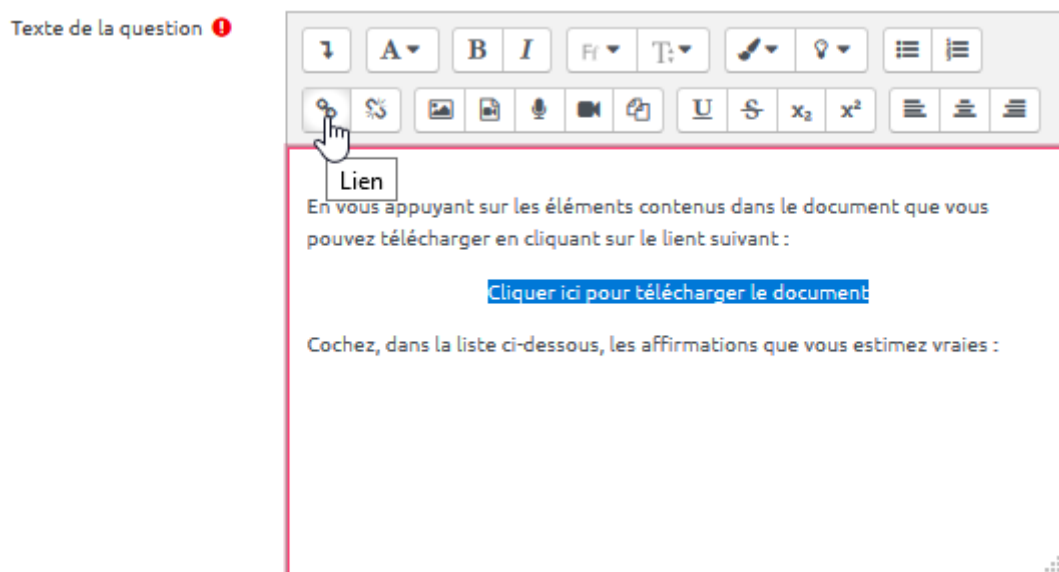 Texte de la question
A B I Ff T
U S x₂ x²
Lien
En vous appuyant sur les éléments contenus dans le document que vous
pouvez télécharger en cliquant sur le lient suivant :
Cliquer ici pour télécharger le document
Cochez, dans la liste ci-dessous, les affirmations que vous estimez vraies :